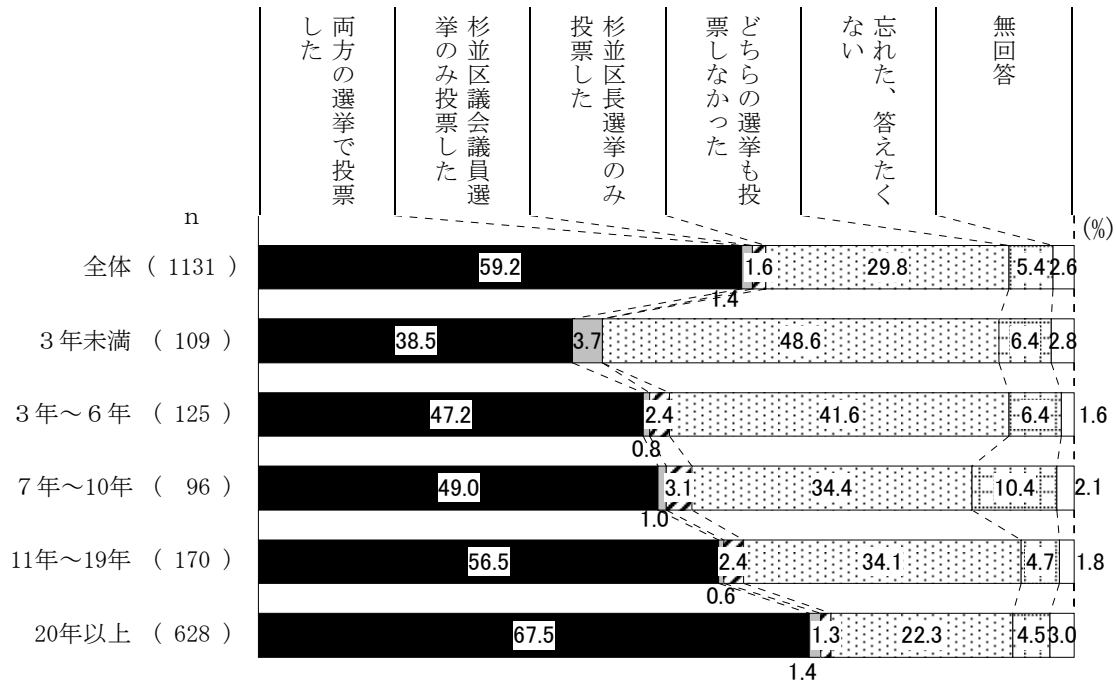 両方の選挙で投票
した
杉並区議会議員選
挙のみ投票した
杉並区長選挙のみ
投票した
どちらの選挙も投
票しなかった
忘れた、答えたく
ない
無回答
n
(%)
全体 ( 1131 ) 59.2 1.6 29.8 5.4 2.6
1.4
３年未満 ( 109 ) 38.5 3.7 48.6 6.4 2.8
３年～６年 ( 125 ) 47.2 2.4 41.6 6.4 1.6
0.8
７年～10年 ( 96 ) 49.0 3.1 34.4 10.4 2.1
1.0
11年～19年 ( 170 ) 56.5 2.4 34.1 4.7 1.8
0.6
20年以上 ( 628 ) 67.5 1.3 22.3 4.5 3.0
1.4